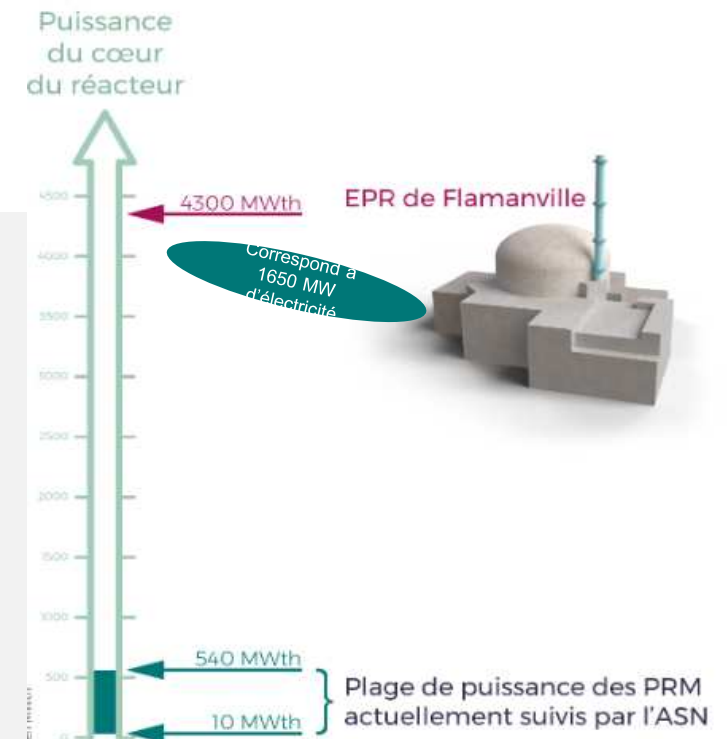 Puissance
du cœur
du réacteur
4500
4300 MWth
EPR de Flamanville
4000
Correspond à
1650 MW
d'électricité
3500
3000
2500
2000
1500
1000
540 MWth
500
Plage de puissance des PRM
actuellement suivis par l'ASN
10 MWth
0